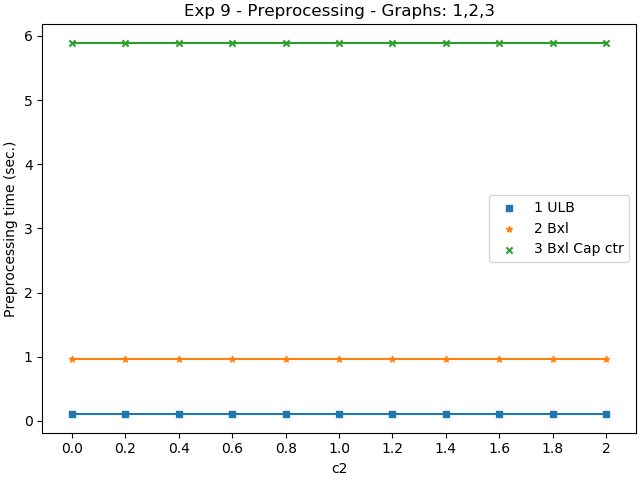 Exp 9 - Preprocessing - Graphs: 1,2,3
Preprocessing time (sec.)
6
5
4
3
2
1
0
1 ULB
2 Bxl
3 Bxl Cap ctr
0.0 0.2 0.4 0.6 0.8 1.0 1.2 1.4 1.6 1.8 2
c2